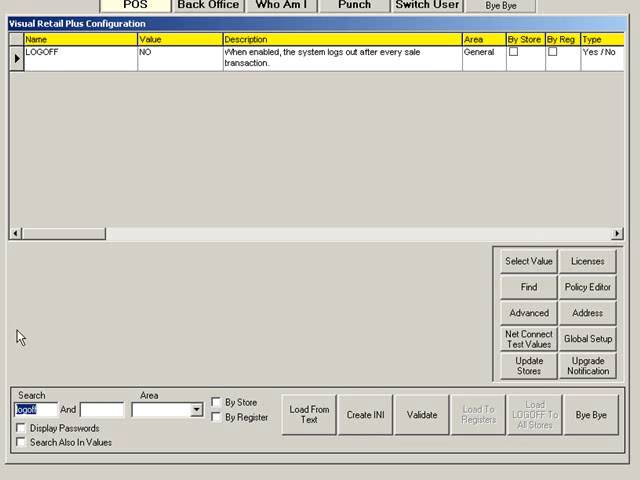 POS Back Office Who Am I Punch Switch User Bye Bye
Visual Retail Plus Configuration
Name Value Description Area By Store By Reg Type
LOGOFF NO When enabled, the system logs out after every sale General Yes / No
transaction.
Select Value Licenses
Find Policy Editor
Advanced Address
Net Connect
Test Values
Global Setup
Update
Stores
Upgrade
Notification
Search Area
logoff And
By Store
By Register
Display Passwords
Search Also In Values
Load From
Text
Create INI
Validate
Load To
Registers
Load
LOGOFF To
All Stores
Bye Bye